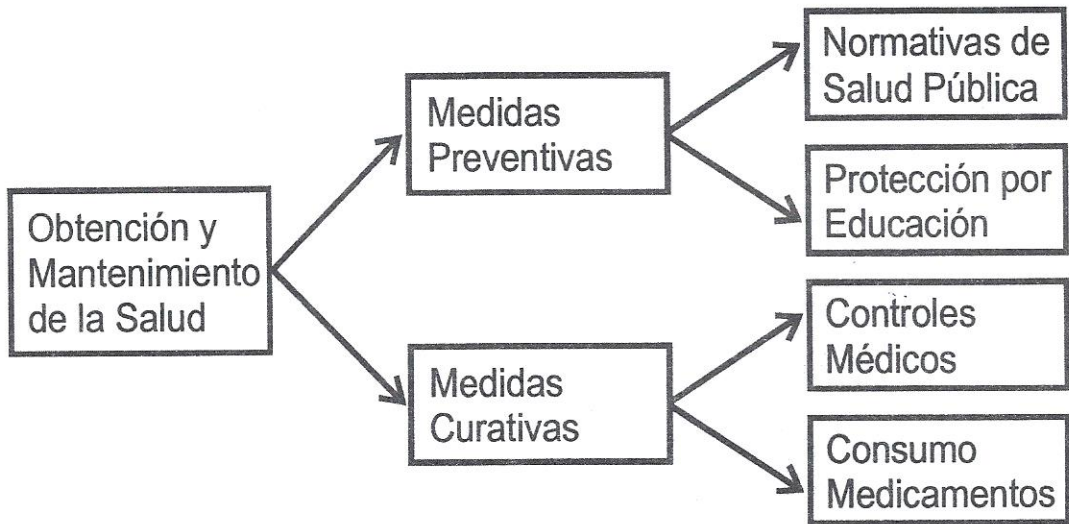 Obtención y
Mantenimiento
de la Salud
Medidas
Preventivas
Medidas
Curativas
Normativas de
Salud Pública
Protección por
Educación
Controles
Médicos
Consumo
Medicamentos